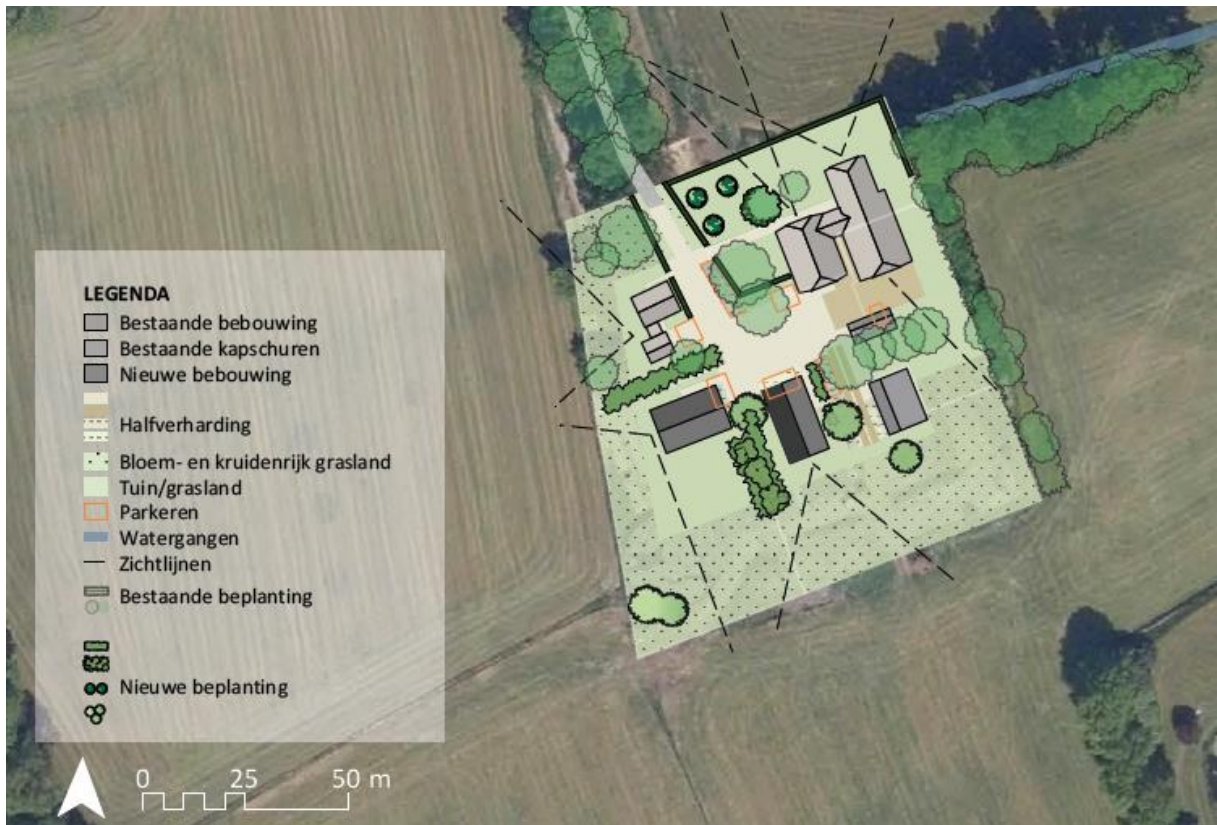 LEGENDA
Bestaande bebouwing
Bestaande kapschuren
Nieuwe bebouwing
Halfverharding
Bloem- en kruidenrijk grasland
Tuin/grasland
Parkeren
Watergangen
Zichtlijnen
Bestaande beplanting
Nieuwe beplanting
0 25 50 m